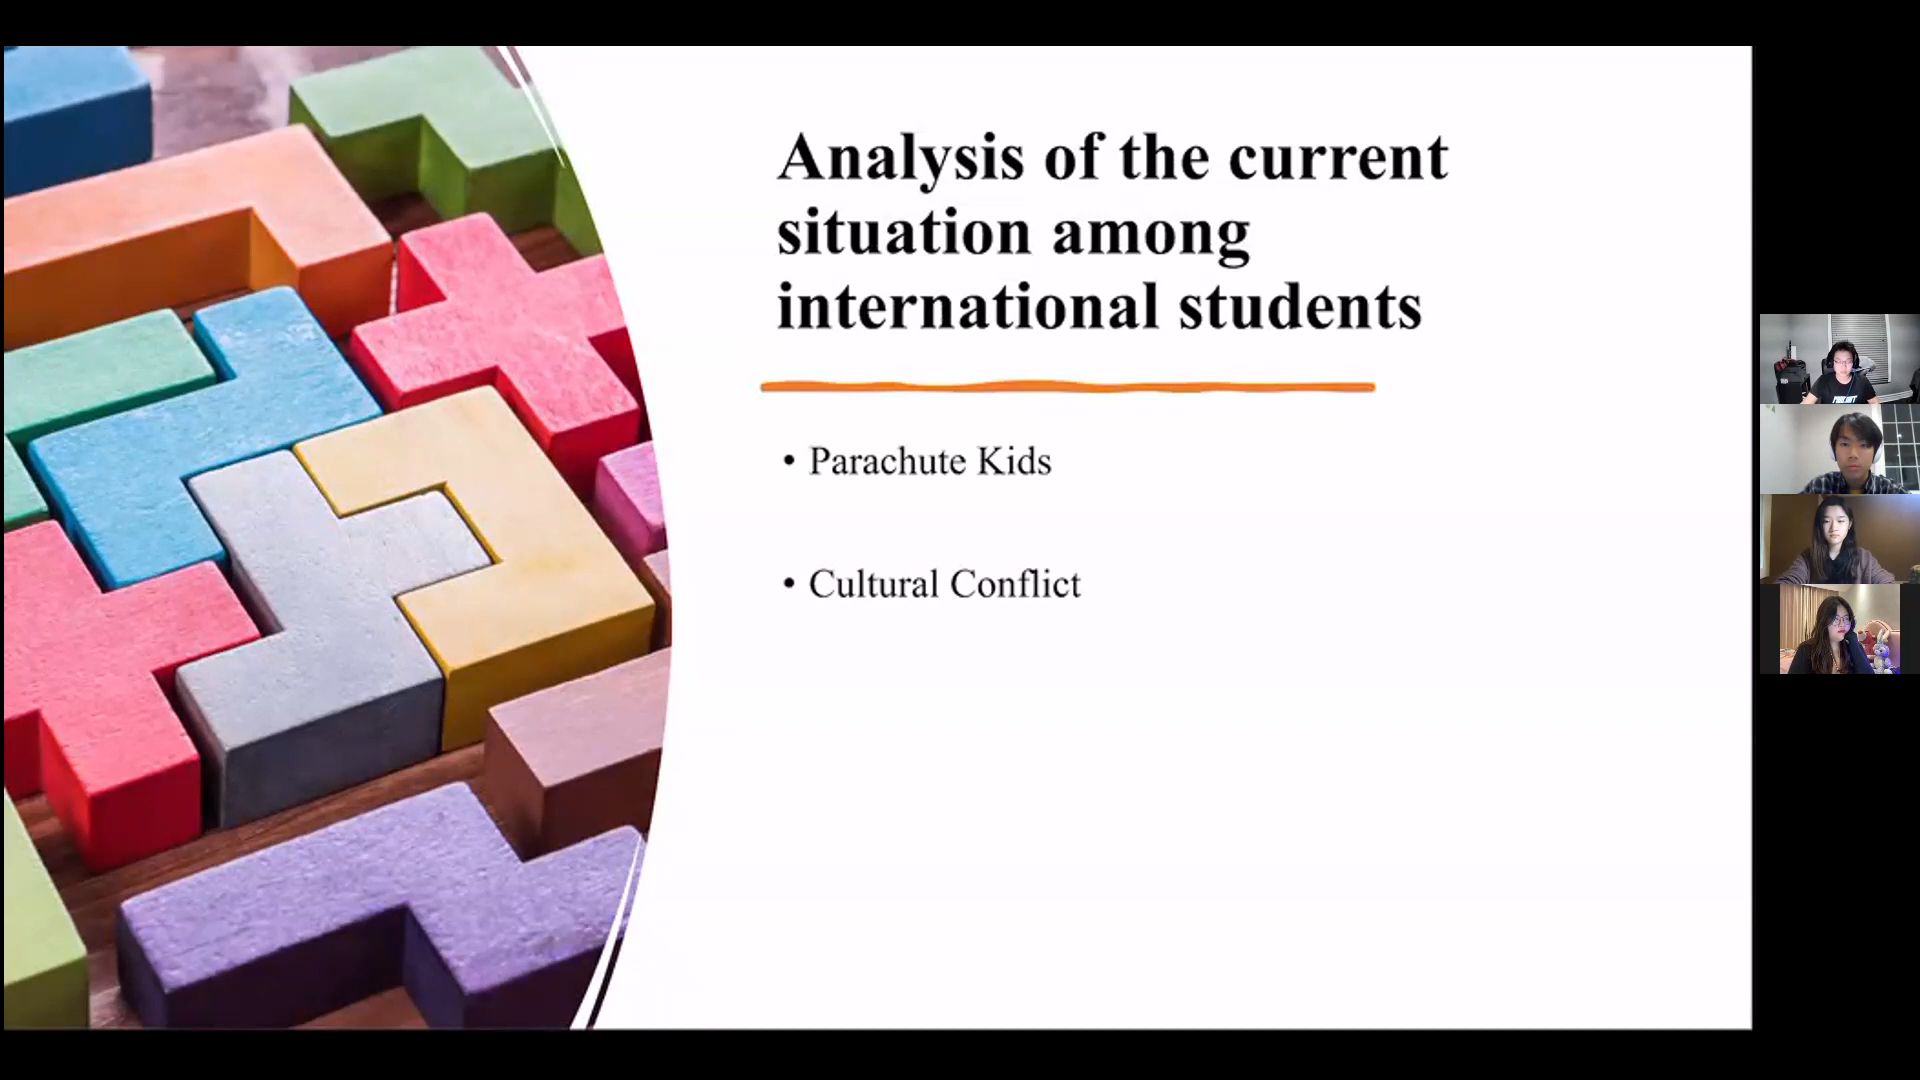 Analysis of the current
situation among
international students
• Parachute Kids
• Cultural Conflict